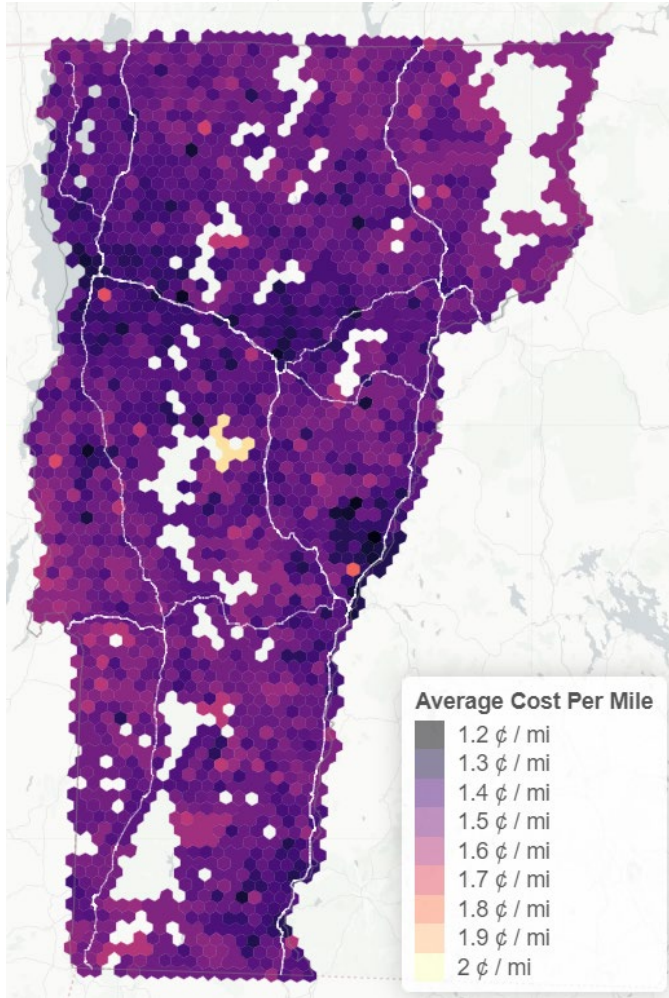 Average Cost Per Mile
1.2 ¢ / mi
1.3 ¢ / mi
1.4 ¢ / mi
1.5 ¢ / mi
1.6 ¢ / mi
1.7 ¢ / mi
1.8 ¢ / mi
1.9 ¢ / mi
2 ¢ / mi